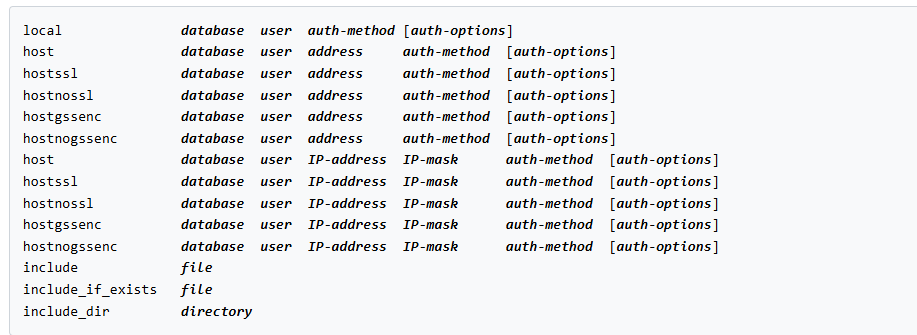 local database user auth-method [auth-options]
host database user address auth-method [auth-options]
hostssl database user address auth-method [auth-options]
hostnossl database user address auth-method [auth-options]
hostgssenc database user address auth-method [auth-options]
hostnogssenc database user address auth-method [auth-options]
host database user IP-address IP-mask auth-method [auth-options]
hostssl database user IP-address IP-mask auth-method [auth-options]
hostnossl database user IP-address IP-mask auth-method [auth-options]
hostgssenc database user IP-address IP-mask auth-method [auth-options]
hostnogssenc database user IP-address IP-mask auth-method [auth-options]
include file
include_if_exists file
include_dir directory